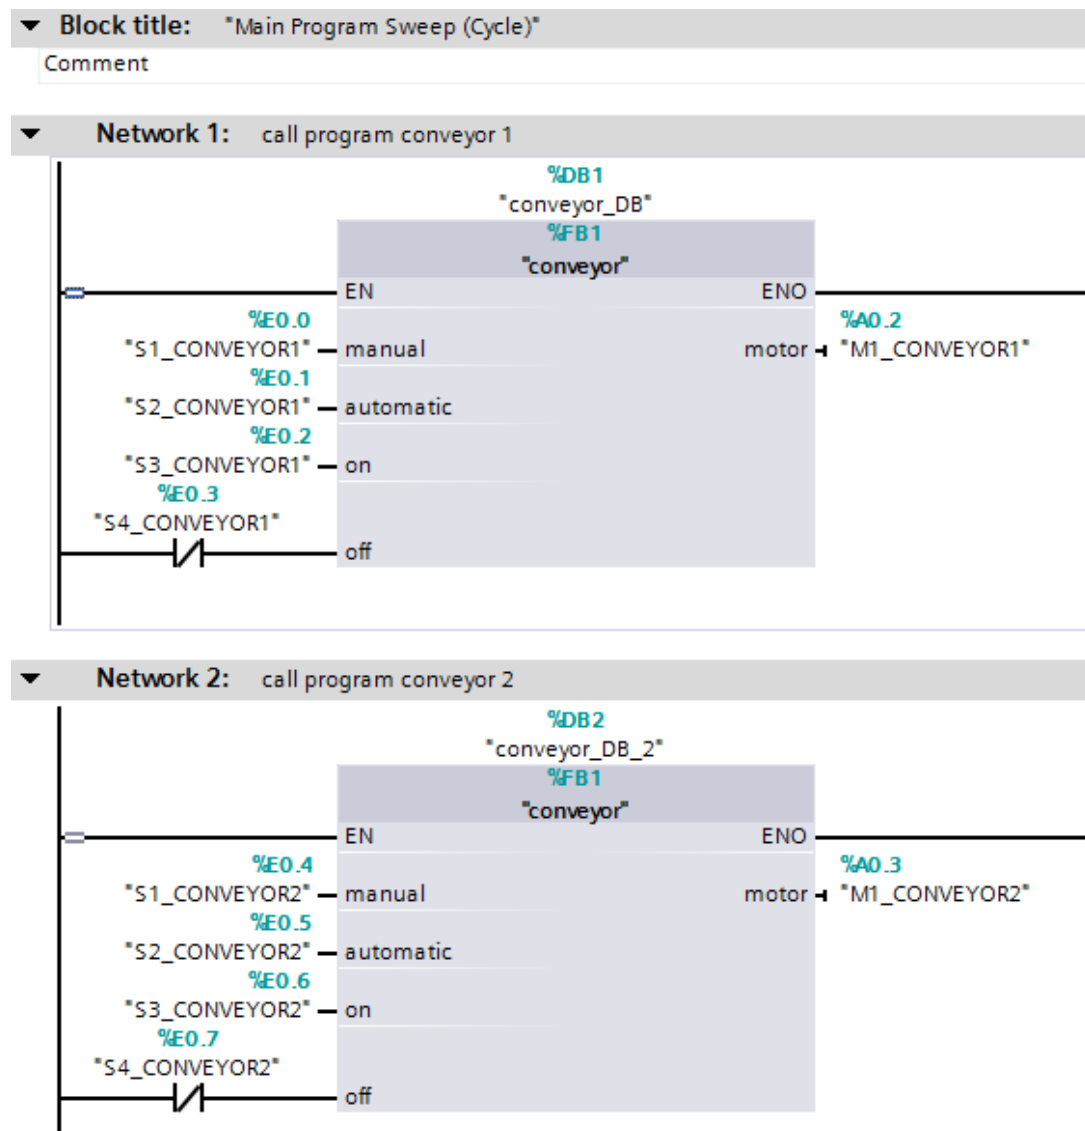 Block title: "Main Program Sweep (Cycle)"
Comment
Network 1: call program conveyor 1
%DB1
"conveyor_DB"
%FB1
"conveyor"
EN ENO
%E0.0 %A0.2
"S1_CONVEYOR1" manual motor "M1_CONVEYOR1"
%E0.1
"S2_CONVEYOR1" automatic
%E0.2
"S3_CONVEYOR1" on
%E0.3
"S4_CONVEYOR1"
off
Network 2: call program conveyor 2
%DB2
"conveyor_DB_2"
%FB1
"conveyor"
EN ENO
%E0.4 %A0.3
"S1_CONVEYOR2" manual motor "M1_CONVEYOR2"
%E0.5
"S2_CONVEYOR2" automatic
%E0.6
"S3_CONVEYOR2" on
%E0.7
"S4_CONVEYOR2"
off